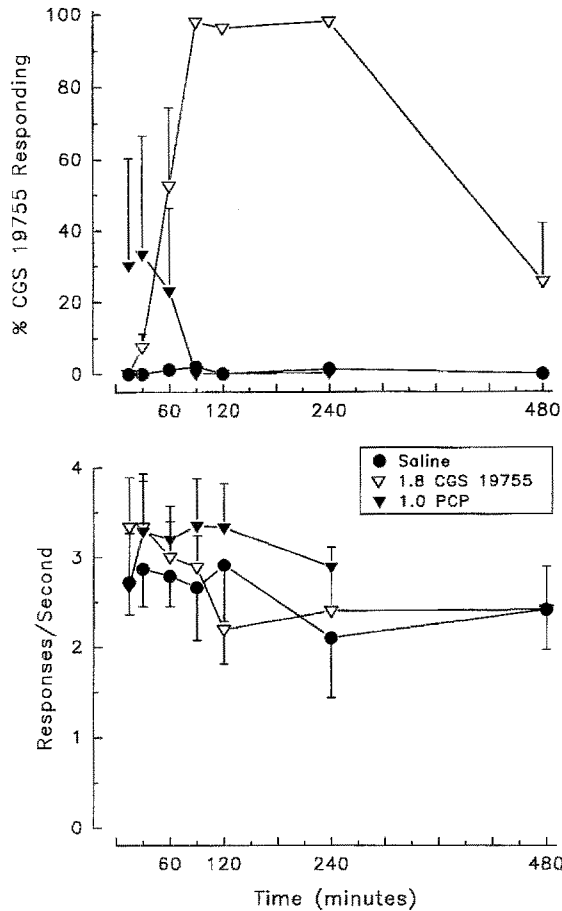 100
80
60
40
20
0
% CGS 19755 Responding
60 120 240 480
Saline
1.8 CGS 19755
1.0 PCP
4
3
2
1
0
Responses/Second
60 120 240 480
Time (minutes)